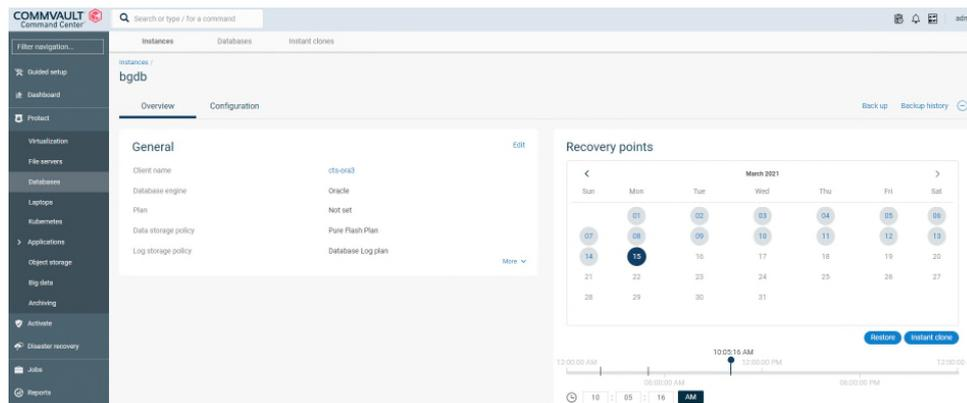 COMMVAULT
Command Center
Search or type / for a command
Filter navigation...
Guided setup
Dashboard
Protect
Virtualization
File servers
Databases
Laptops
Kubernetes
Applications
Object storage
Big data
Archiving
Activate
Disaster recovery
Jobs
Reports
Instances Databases Instant clones
Instances /
bgdb
Overview Configuration
Back up Backup history
General Edit
Client name cts-ora3
Database engine Oracle
Plan Not set
Data storage policy Pure Flash Plan
Log storage policy Database Log plan
More
Recovery points
March 2021
Sun Mon Tue Wed Thu Fri Sat
01 02 03 04 05 06
07 08 09 10 11 12 13
14 15 16 17 18 19 20
21 22 23 24 25 26 27
28 29 30 31
Restore Instant clone
10:05:16 AM
12:00:00 AM 12:00:00 PM 12:00:00
06:00:00 AM 06:00:00 PM
10 : 05 : 16 AM